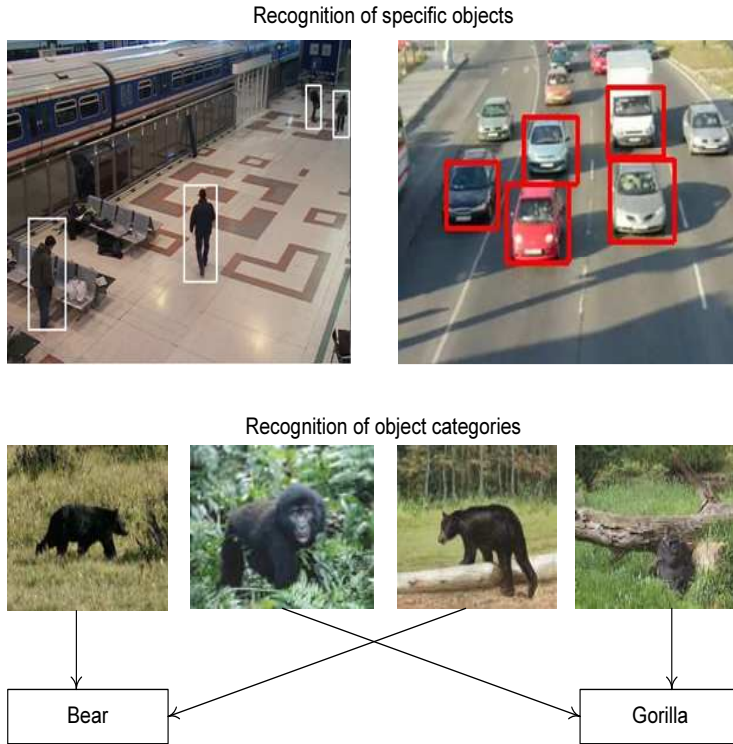 Recognition of specific objects
Recognition of object categories
Bear
Gorilla